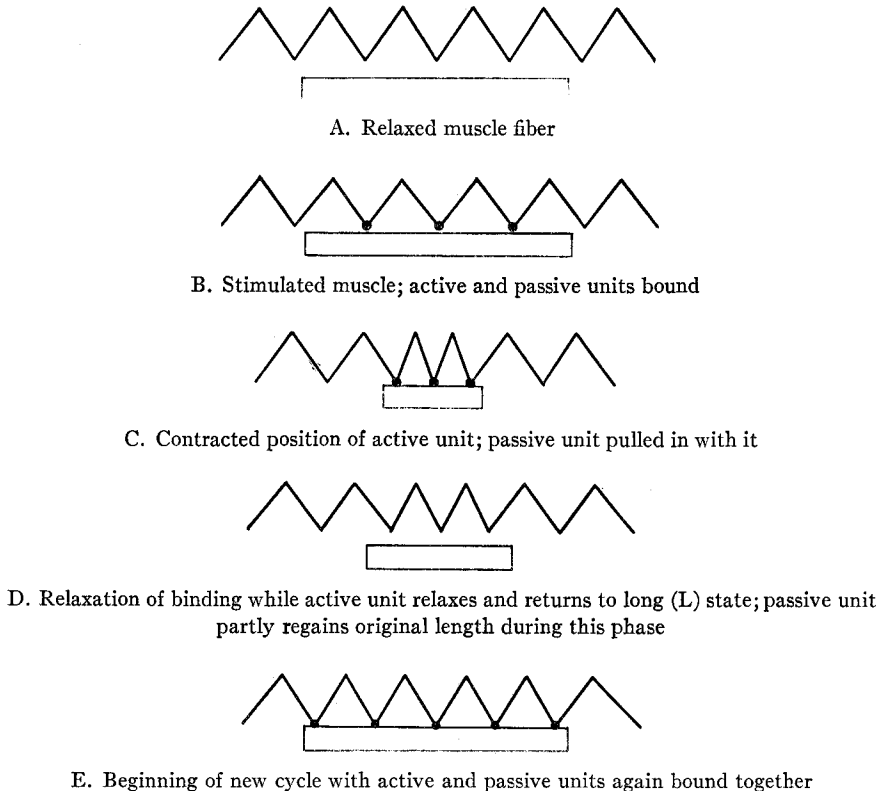 A. Relaxed muscle fiber
B. Stimulated muscle; active and passive units bound
C. Contracted position of active unit; passive unit pulled in with it
D. Relaxation of binding while active unit relaxes and returns to long (L) state; passive unit
partly regains original length during this phase
E. Beginning of new cycle with active and passive units again bound together